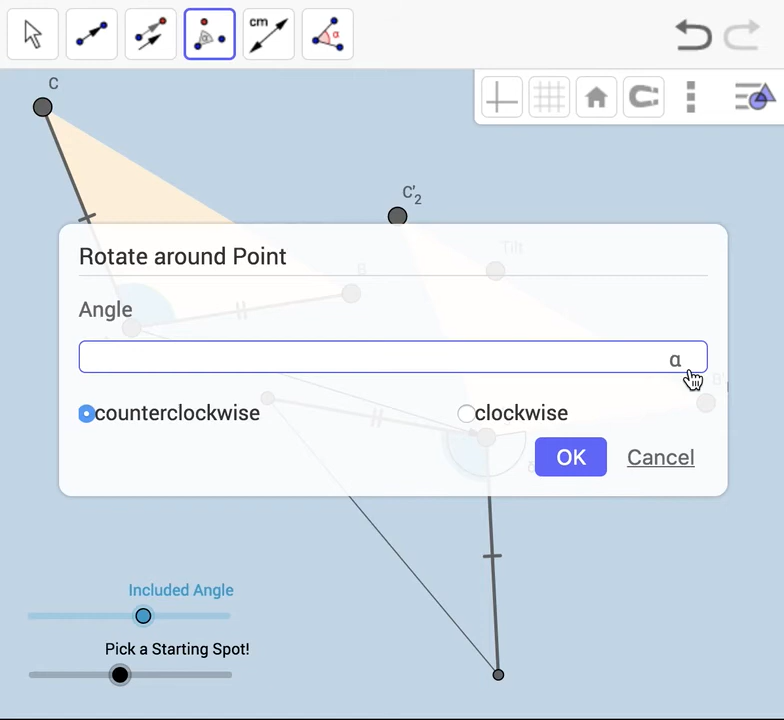 cm
α
α
C
C'₂
Rotate around Point
Tilt
B
Angle
α
B'
counterclockwise
clockwise
OK
Cancel
Included Angle
Pick a Starting Spot!